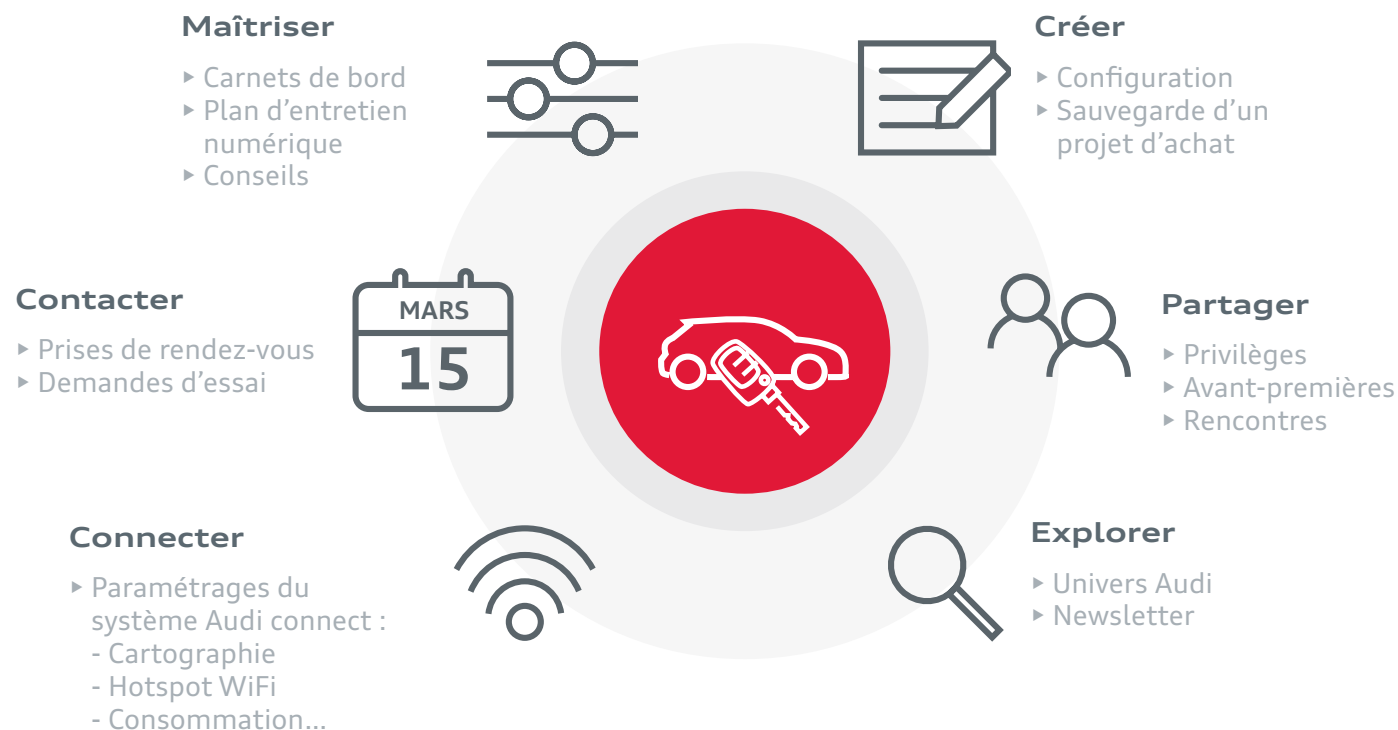 Maîtriser
▸ Carnets de bord
▸ Plan d’entretien
numérique
▸ Conseils
Créer
▸ Configuration
▸ Sauvegarde d’un
projet d’achat
Contacter
▸ Prises de rendez-vous
▸ Demandes d’essai
MARS
15
Partager
▸ Privilèges
▸ Avant-premières
▸ Rencontres
Connecter
▸ Paramétrages du
système Audi connect :
- Cartographie
- Hotspot WiFi
- Consommation...
Explorer
▸ Univers Audi
▸ Newsletter